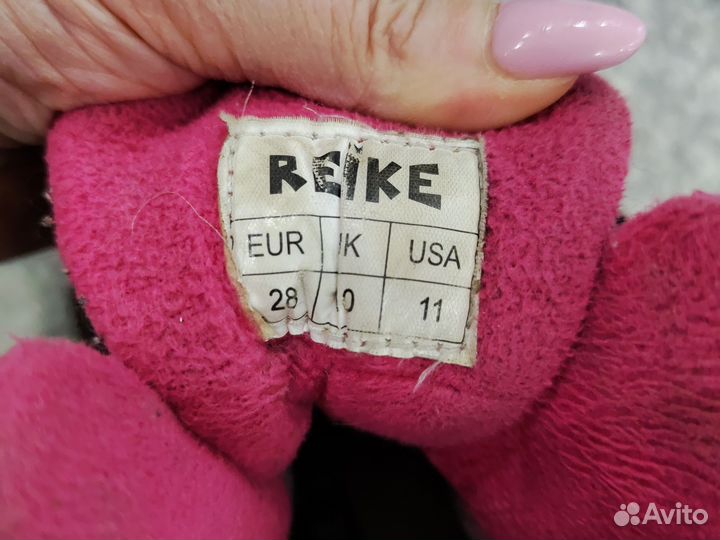 REIKE
EUR UK USA
28 10 11
Avito